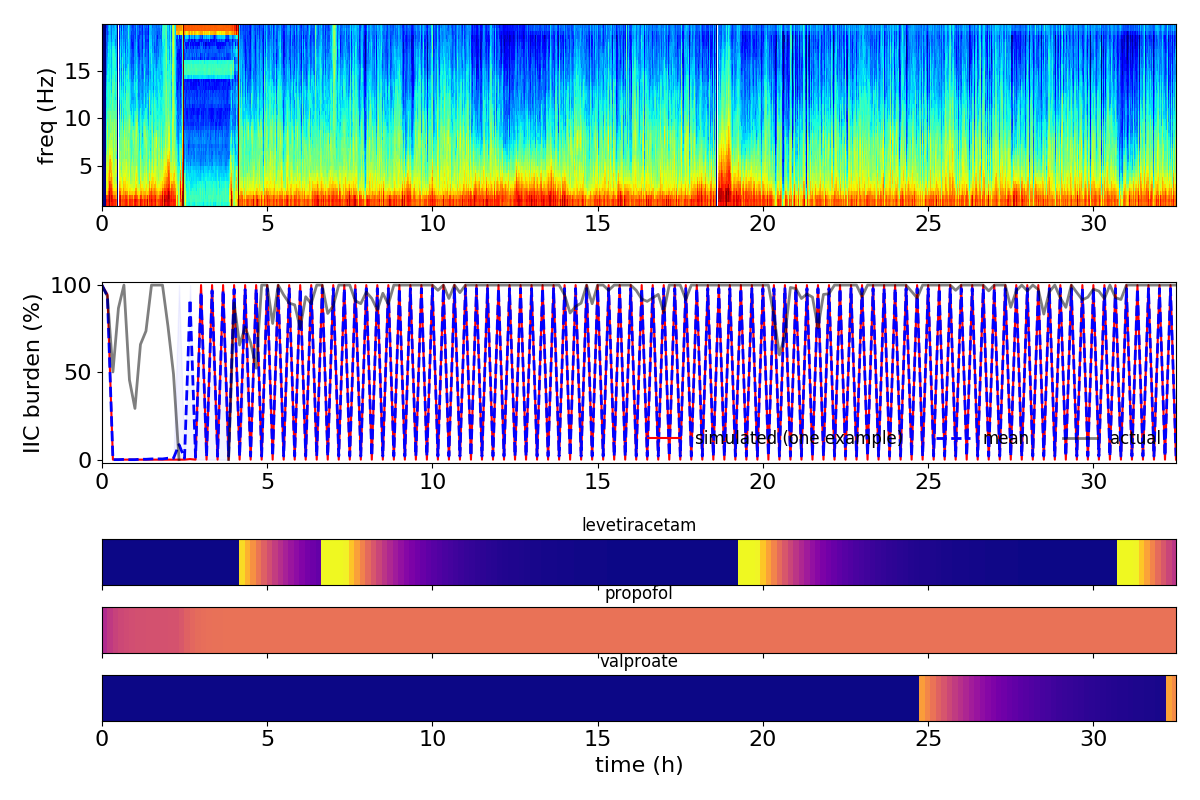 freq (Hz)
15
10
5
0 5 10 15 20 25 30
IIC burden (%)
100
50
0
simulated (one example) mean actual
0 5 10 15 20 25 30
levetiracetam
propofol
valproate
0 5 10 15 20 25 30
time (h)